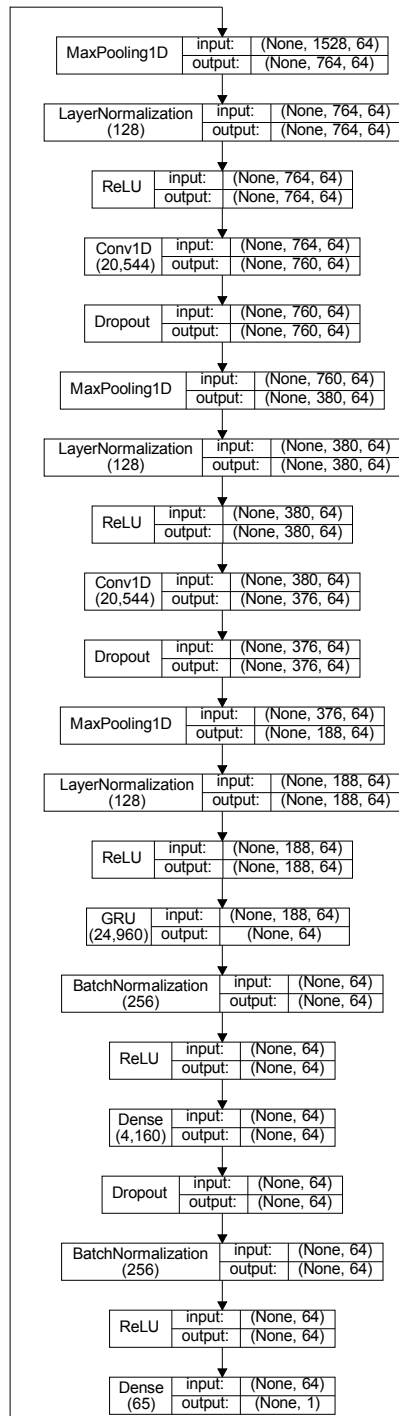 MaxPooling1D input: (None, 1528, 64)
output: (None, 764, 64)
LayerNormalization
(128) input: (None, 764, 64)
output: (None, 764, 64)
ReLU input: (None, 764, 64)
output: (None, 764, 64)
Conv1D
(20,544) input: (None, 764, 64)
output: (None, 760, 64)
Dropout input: (None, 760, 64)
output: (None, 760, 64)
MaxPooling1D input: (None, 760, 64)
output: (None, 380, 64)
LayerNormalization
(128) input: (None, 380, 64)
output: (None, 380, 64)
ReLU input: (None, 380, 64)
output: (None, 380, 64)
Conv1D
(20,544) input: (None, 380, 64)
output: (None, 376, 64)
Dropout input: (None, 376, 64)
output: (None, 376, 64)
MaxPooling1D input: (None, 376, 64)
output: (None, 188, 64)
LayerNormalization
(128) input: (None, 188, 64)
output: (None, 188, 64)
ReLU input: (None, 188, 64)
output: (None, 188, 64)
GRU
(24,960) input: (None, 188, 64)
output: (None, 64)
BatchNormalization
(256) input: (None, 64)
output: (None, 64)
ReLU input: (None, 64)
output: (None, 64)
Dense
(4,160) input: (None, 64)
output: (None, 64)
Dropout input: (None, 64)
output: (None, 64)
BatchNormalization
(256) input: (None, 64)
output: (None, 64)
ReLU input: (None, 64)
output: (None, 64)
Dense
(65) input: (None, 64)
output: (None, 1)